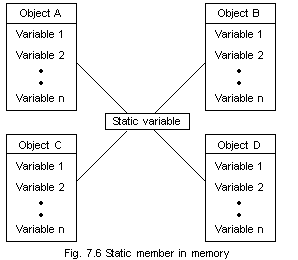 Object A
Variable 1
Variable 2
•
•
Variable n
Object B
Variable 1
Variable 2
•
•
Variable n
Static variable
Object C
Variable 1
Variable 2
•
•
Variable n
Object D
Variable 1
Variable 2
•
•
Variable n
Fig. 7.6 Static member in memory